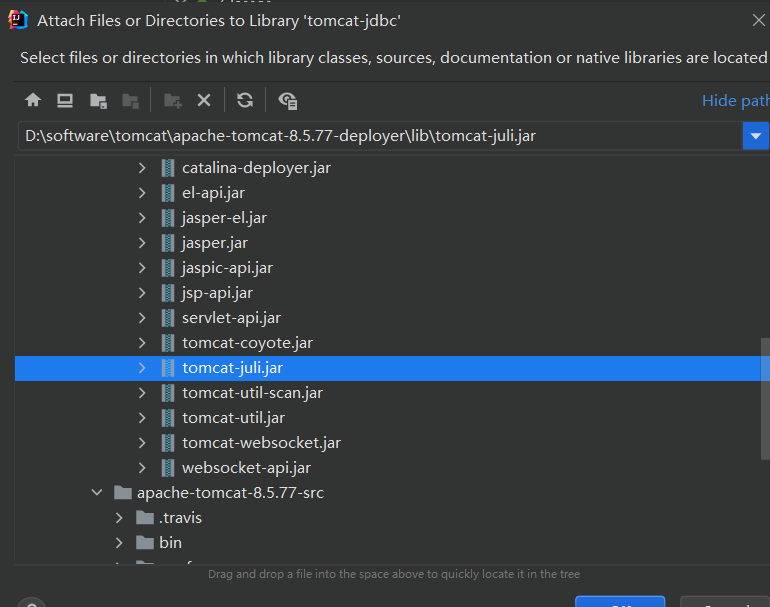 Attach Files or Directories to Library 'tomcat-jdbc'
Select files or directories in which library classes, sources, documentation or native libraries are located
Hide path
D:\software\tomcat\apache-tomcat-8.5.77-deployer\lib\tomcat-juli.jar
catalina-deployer.jar
el-api.jar
jasper-el.jar
jasper.jar
jaspic-api.jar
jsp-api.jar
servlet-api.jar
tomcat-coyote.jar
tomcat-juli.jar
tomcat-util-scan.jar
tomcat-util.jar
tomcat-websocket.jar
websocket-api.jar
apache-tomcat-8.5.77-src
.travis
bin
Drag and drop a file into the space above to quickly locate it in the tree